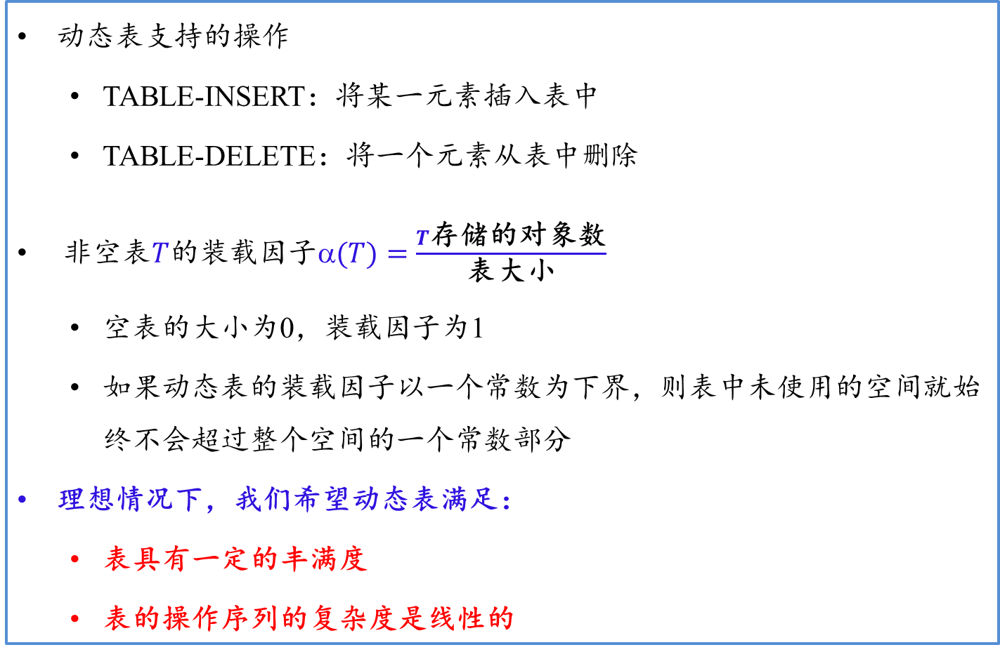 • 动态表支持的操作
• TABLE-INSERT：将某一元素插入表中
• TABLE-DELETE：将一个元素从表中删除
• 非空表T的装载因子α(T) = T存储的对象数 / 表大小
• 空表的大小为0，装载因子为1
• 如果动态表的装载因子以一个常数为下界，则表中未使用的空间就始
终不会超过整个空间的一个常数部分
• 理想情况下，我们希望动态表满足：
• 表具有一定的丰满度
• 表的操作序列的复杂度是线性的